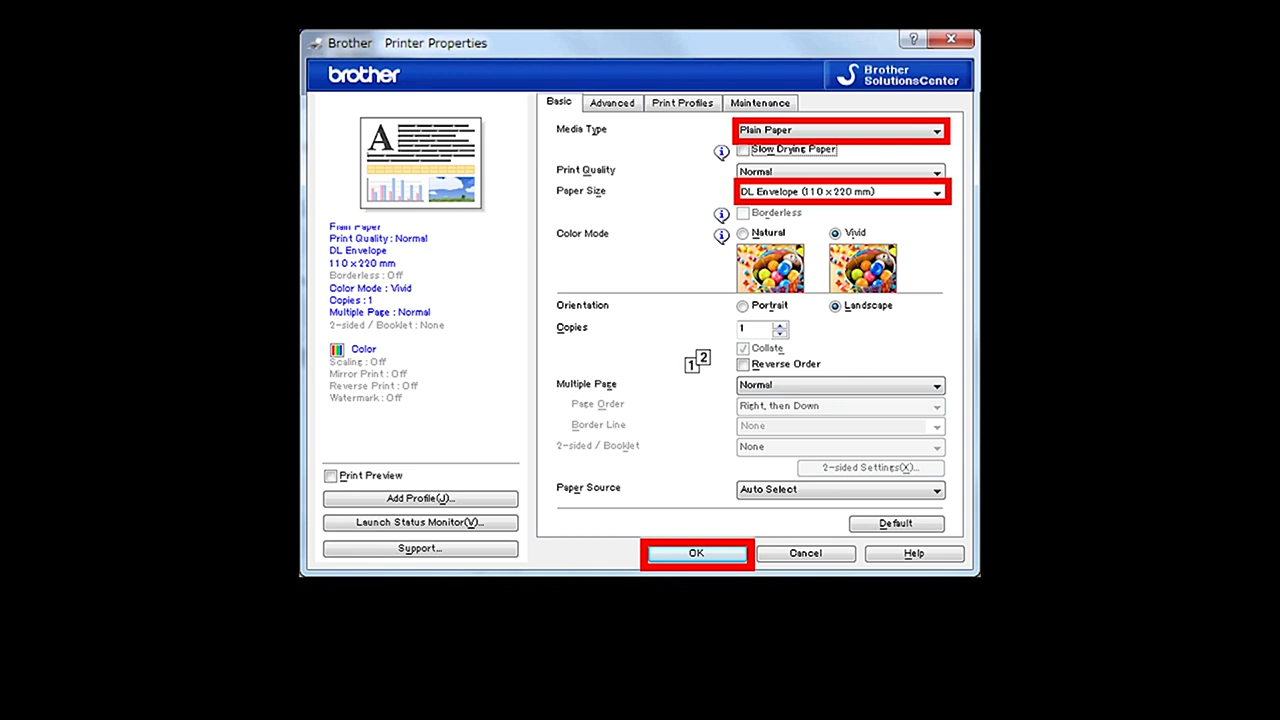 Brother Printer Properties
brother
Brother
SolutionsCenter
Basic
Advanced
Print Profiles
Maintenance
A
Plain Paper
Print Quality : Normal
DL Envelope
110 x 220 mm
Borderless : Off
Color Mode : Vivid
Copies : 1
Multiple Page : Normal
2-sided / Booklet : None
Color
Scaling : Off
Mirror Print : Off
Reverse Print : Off
Watermark : Off
Print Preview
Add Profile(J)...
Launch Status Monitor(V)...
Support...
Media Type
Plain Paper
Slow Drying Paper
Print Quality
Normal
Paper Size
DL Envelope (110 x 220 mm)
Borderless
Color Mode
Natural
Vivid
Orientation
Portrait
Landscape
Copies
1
Collate
1 2
Reverse Order
Multiple Page
Normal
Page Order
Right, then Down
Border Line
None
2-sided / Booklet
None
2-sided Settings(X)...
Paper Source
Auto Select
Default
OK
Cancel
Help